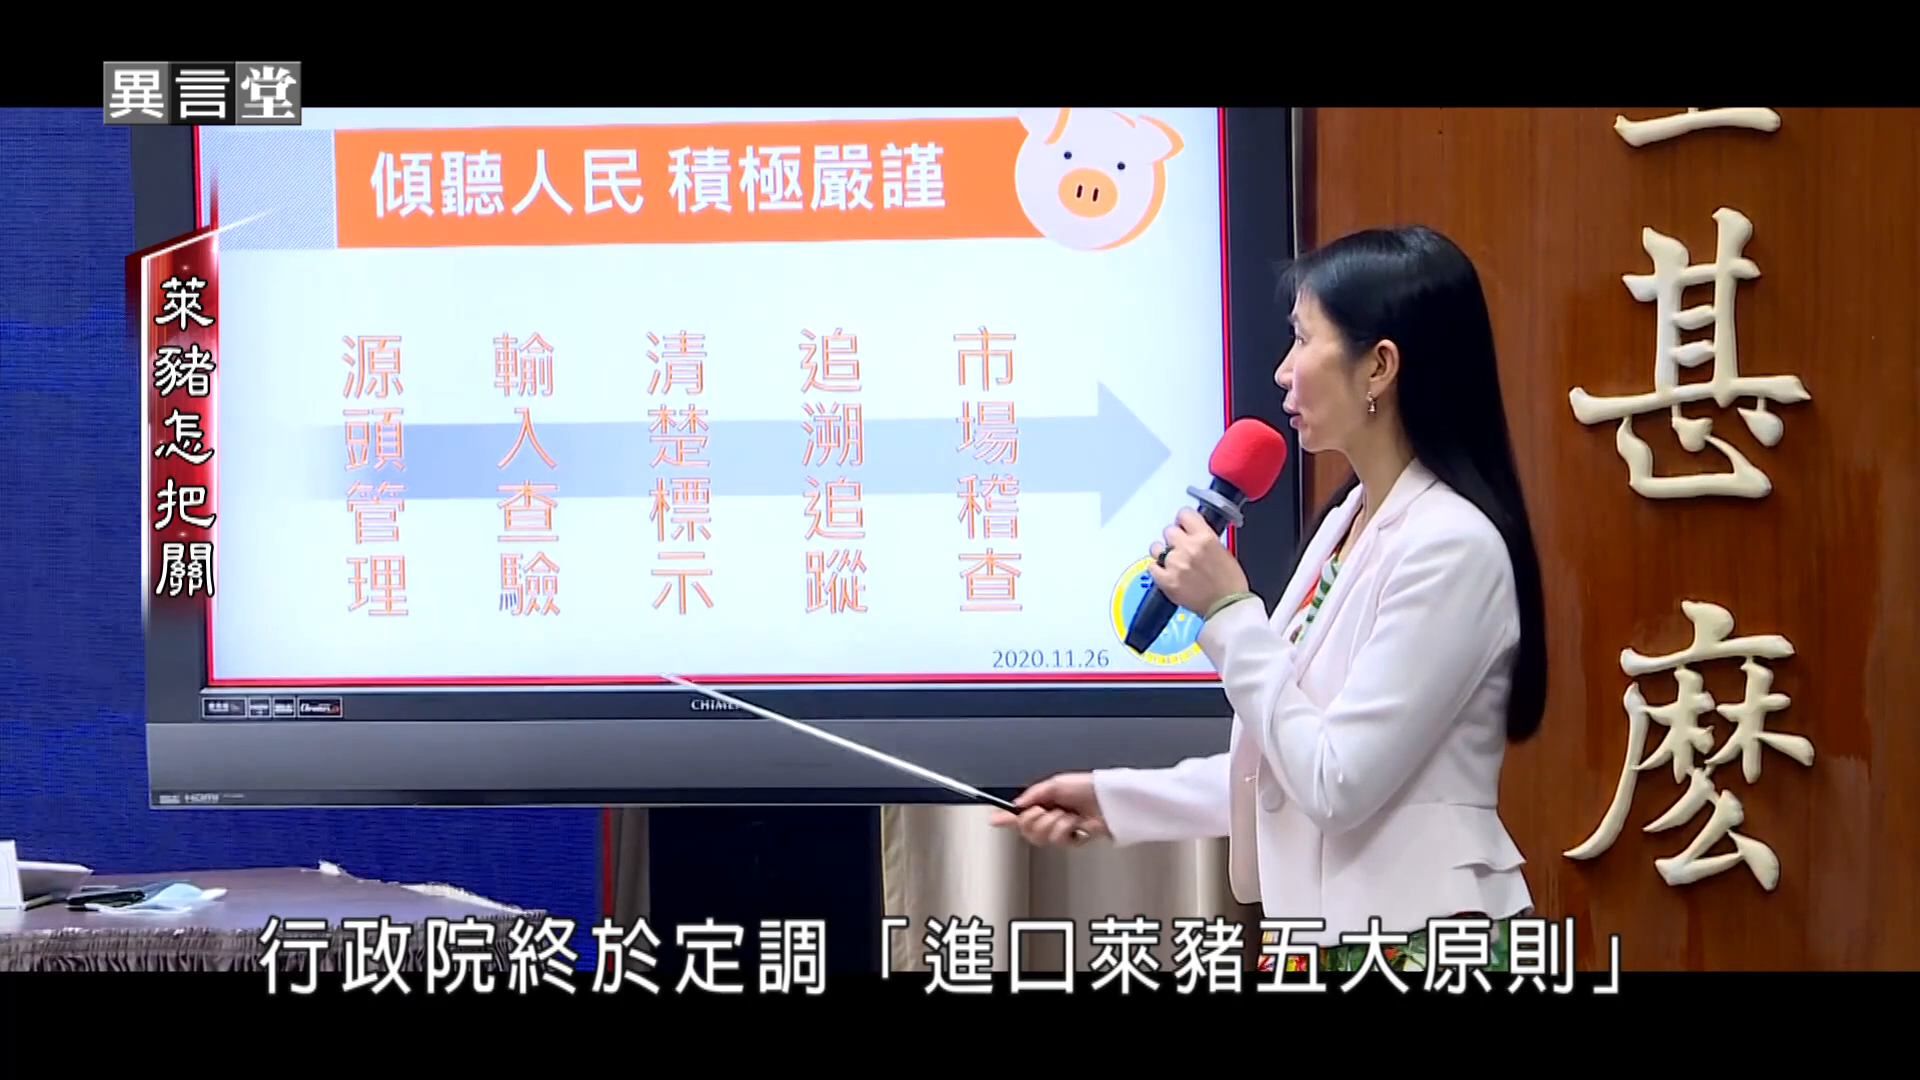 異言堂
傾聽人民 積極嚴謹
萊豬怎把關
源頭管理
輸入查驗
清楚標示
追溯追蹤
市場稽查
2020.11.26
甚麼
HDMI
行政院終於定調「進口萊豬五大原則」